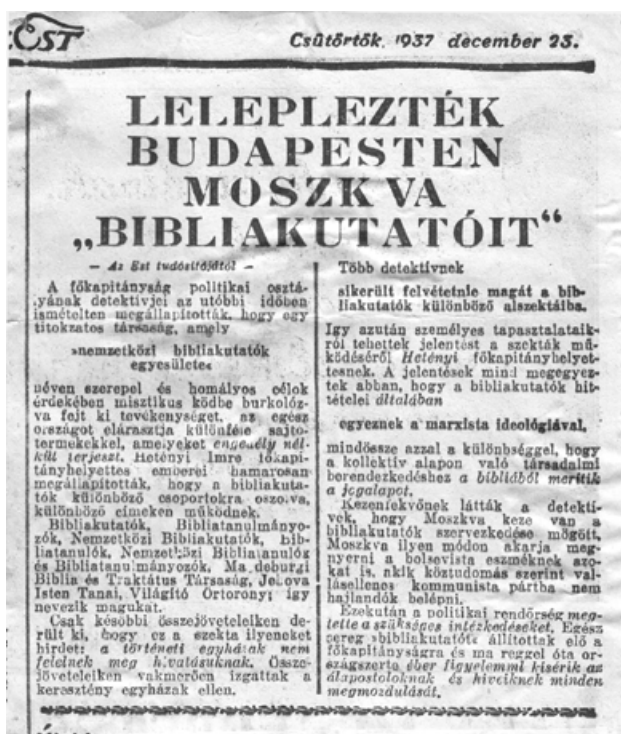 EST
Csütörtök, 1937 december 23.
LELEPLEZTÉK
BUDAPESTEN
MOSZKVA
„BIBLIAKUTATÓIT“
— Az Est tudósítójától —
A főkapitányság politikai osztá-
lyának detektívjei az utóbbi időben
ismételten megállapították, hogy egy
titokzatos társaság, amely
»nemzetközi bibliakutatók
egyesülete«
néven szerepel és homályos célok
érdekében misztikus ködbe burkolóz-
va fejti ki tevékenységét, az egész
országot elárasztja különféle sajtó-
termékekkel, amelyeket engedély nél-
kül terjeszt. Hetényi Imre főkapi-
tányhelyettes emberei hamarosan
megállapították, hogy a bibliakuta-
tók különböző csoportokra oszolva,
különböző címeken működnek.
Bibliakutatók, Bibliatanulmányo-
zók, Nemzetközi Bibliakutatók, bib-
liatanulók, Nemzetközi Bibliatanulók
és Bibliatanulmányozók, Magdeburgi
Biblia és Traktátus Társaság, Jehova
Isten Tanai, Világító Őrtorony; így
nevezik magukat.
Csak későbbi összejöveteleiken de-
rült ki, hogy ez a szekta ilyeneket
hirdet: a történeti egyházak nem
felelnek meg hivatásuknak. Össze-
jöveteleiken vakmerően izgattak a
keresztény egyházak ellen.
Több detektívnek
sikerült felvétetnie magát a bib-
liakutatók különböző alszektáiba.
Igy azután személyes tapasztalataik-
ról tehettek jelentést a szekták mű-
ködéséről Hetényi főkapitányhelyet-
tesnek. A jelentések mind megegyez-
tek abban, hogy a bibliakutatók hit-
tételei általában
egyeznek a marxista ideológiával,
mindössze azzal a különbséggel, hogy
a kollektív alapon való társadalmi
berendezkedéshez a bibliából merítik
a jogalapot.
Kézenfekvőnek látták a detektí-
vek, hogy Moszkva keze van a
bibliakutatók szervezkedése mögött.
Moszkva ilyen módon akarja meg-
nyerni a bolsevista eszméknek azo-
kat is, akik köztudomás szerint val-
lásellenes kommunista pártba nem
hajlandók belépni.
Ezekután a politikai rendőrség meg-
tette a szükséges intézkedéseket. Egész
sereg »bibliakutatót« állítottak elő a
főkapitányságra és ma reggel óta or-
szágszerte éber figyelemmel kísérik az
álapostoloknak és híveiknek minden
megmozdulását.